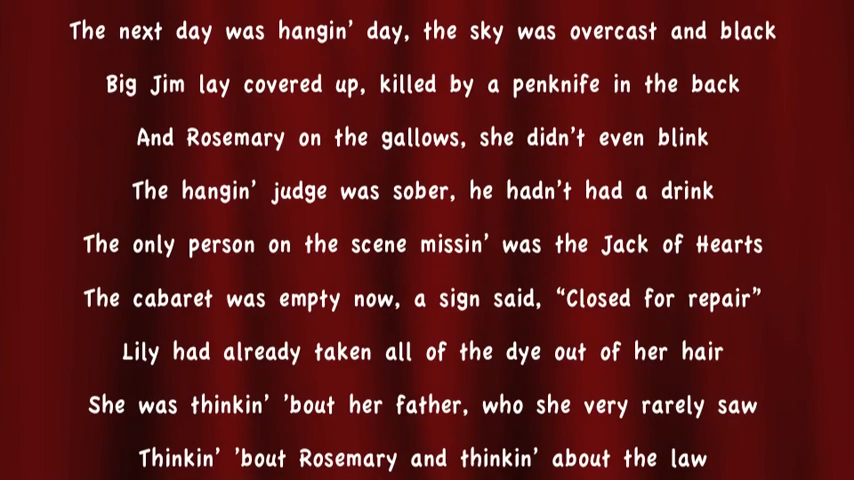 The next day was hangin’ day, the sky was overcast and black
Big Jim lay covered up, killed by a penknife in the back
And Rosemary on the gallows, she didn’t even blink
The hangin’ judge was sober, he hadn’t had a drink
The only person on the scene missin’ was the Jack of Hearts
The cabaret was empty now, a sign said, “Closed for repair”
Lily had already taken all of the dye out of her hair
She was thinkin’ ’bout her father, who she very rarely saw
Thinkin’ ’bout Rosemary and thinkin’ about the law